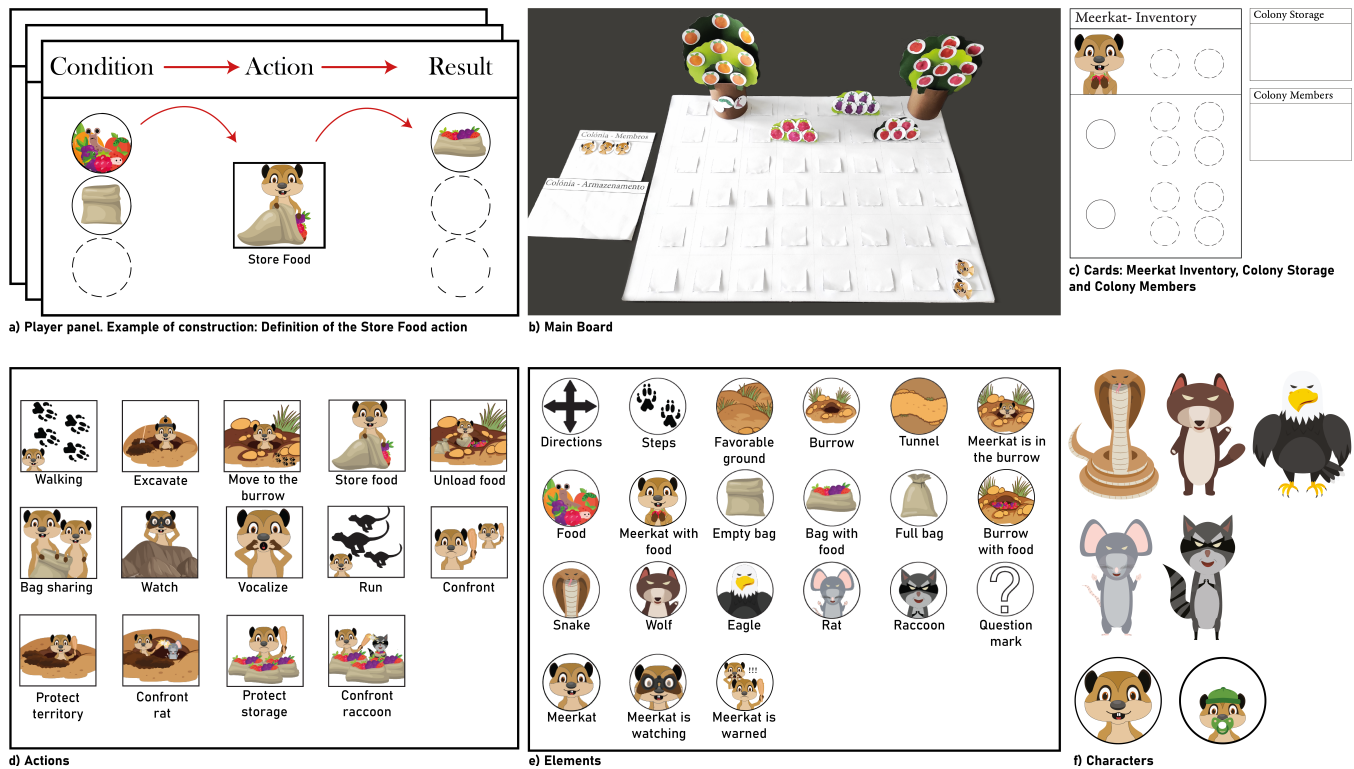 Condition Action Result
Store Food
a) Player panel. Example of construction: Definition of the Store Food action
Colónia - Membros
Colónia - Armazenamento
b) Main Board
Meerkat- Inventory
Colony Storage
Colony Members
c) Cards: Meerkat Inventory, Colony Storage
and Colony Members
Walking
Excavate
Move to the
burrow
Store food
Unload food
Bag sharing
Watch
Vocalize
Run
Confront
Protect
territory
Confront
rat
Protect
storage
Confront
raccoon
d) Actions
Directions
Steps
Favorable
ground
Burrow
Tunnel
Meerkat is in
the burrow
Food
Meerkat with
food
Empty bag
Bag with
food
Full bag
Burrow
with food
Snake
Wolf
Eagle
Rat
Raccoon
?
Question
mark
Meerkat
Meerkat is
watching
!!!
Meerkat is
warned
e) Elements
f) Characters